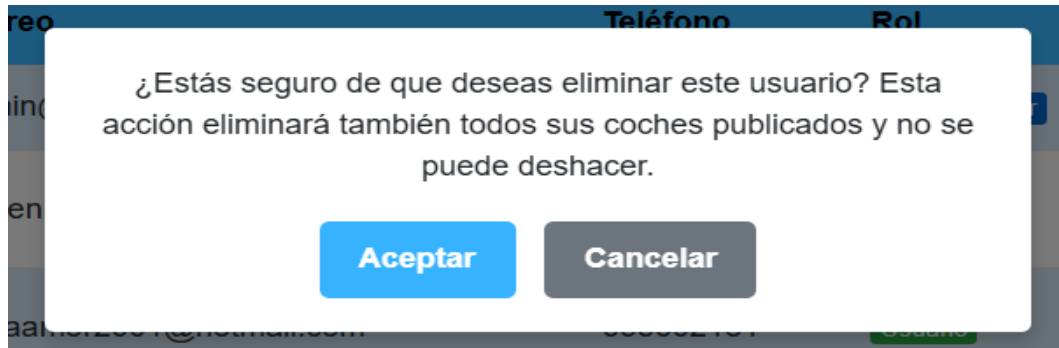 reo Teléfono Rol
¿Estás seguro de que deseas eliminar este usuario? Esta
acción eliminará también todos sus coches publicados y no se
puede deshacer.
Aceptar Cancelar